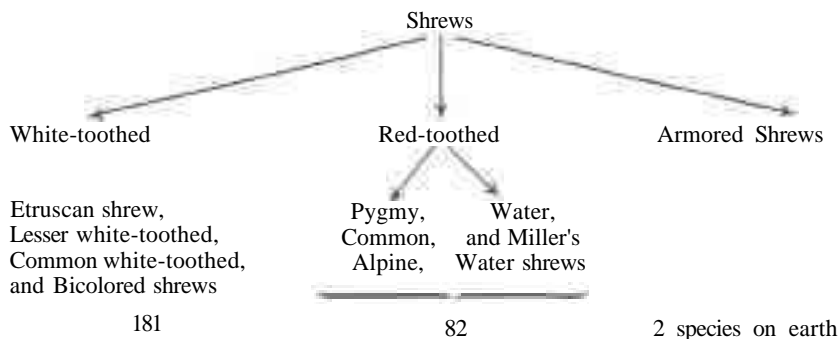 Shrews
White-toothed Red-toothed Armored Shrews
Etruscan shrew,
Lesser white-toothed,
Common white-toothed,
and Bicolored shrews
Pygmy,
Common,
Alpine,
Water,
and Miller's
Water shrews
181 82 2 species on earth